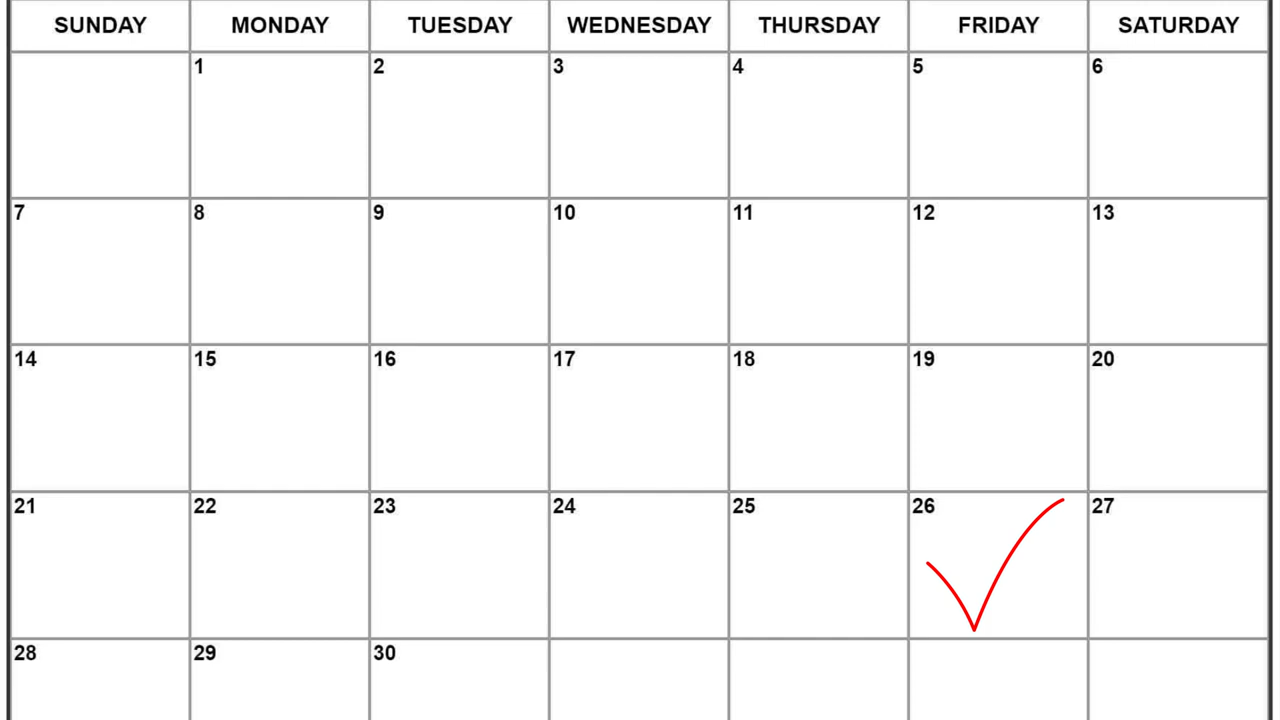 SUNDAY MONDAY TUESDAY WEDNESDAY THURSDAY FRIDAY SATURDAY
1 2 3 4 5 6
7 8 9 10 11 12 13
14 15 16 17 18 19 20
21 22 23 24 25 26 27
28 29 30